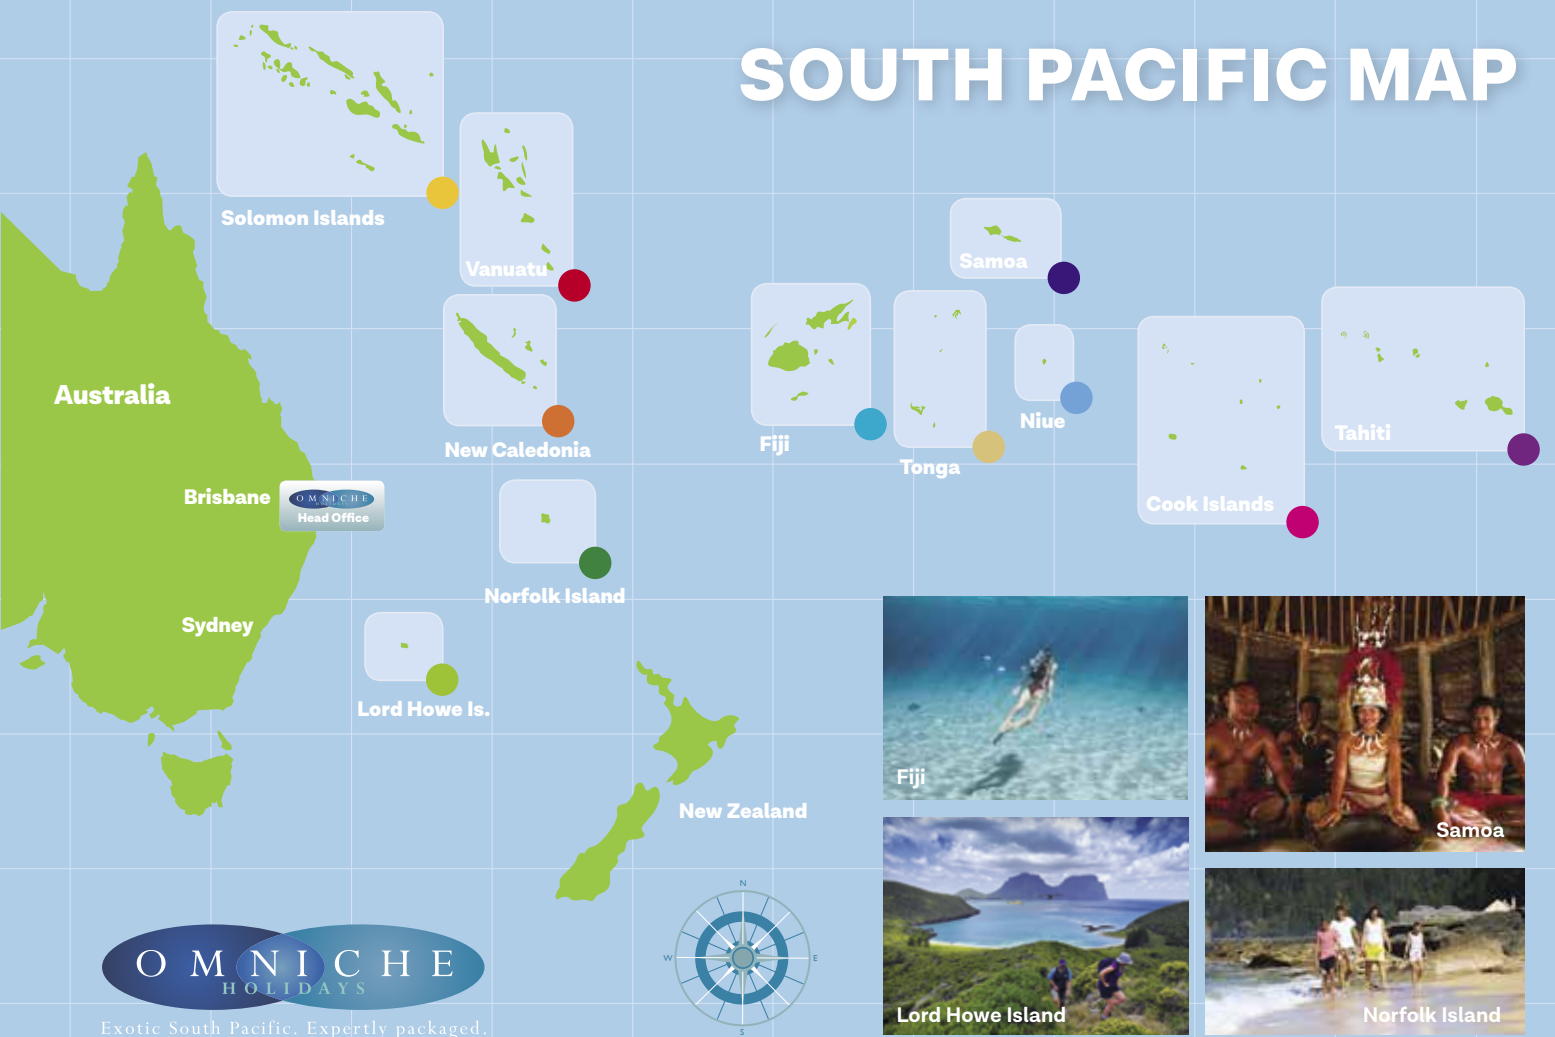 SOUTH PACIFIC MAP
Solomon Islands
Vanuatu
Samoa
Australia
New Caledonia
Fiji
Tonga
Niue
Tahiti
Cook Islands
Brisbane
OMNICHE
HOLIDAYS
Head Office
Norfolk Island
Sydney
Lord Howe Is.
New Zealand
Fiji
Samoa
Lord Howe Island
Norfolk Island
N
W
E
S
OMNICHE
HOLIDAYS
Exotic South Pacific. Expertly packaged.